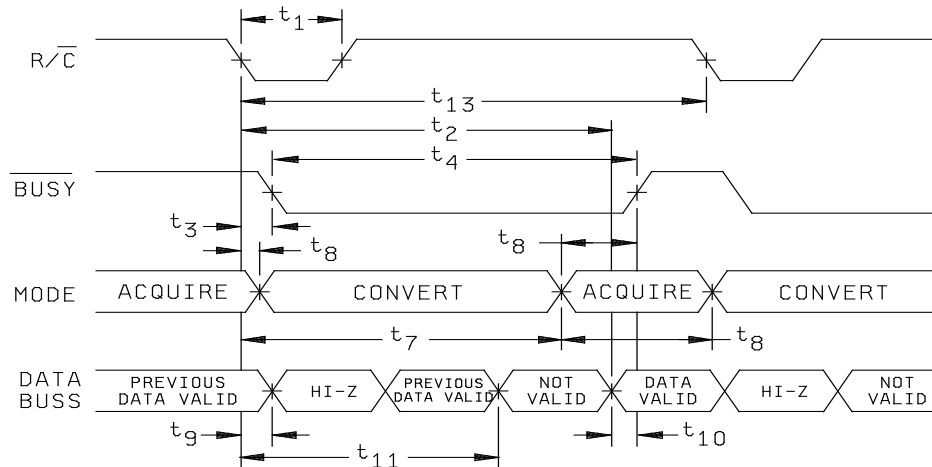 t1
R/C̅
t13
t2
t4
B̅U̅S̅Y̅
t3
t8
t8
MODE
ACQUIRE
CONVERT
ACQUIRE
CONVERT
t7
t8
DATA
BUSS
PREVIOUS
DATA VALID
HI-Z
PREVIOUS
DATA VALID
NOT
VALID
DATA
VALID
HI-Z
NOT
VALID
t9
t10
t11